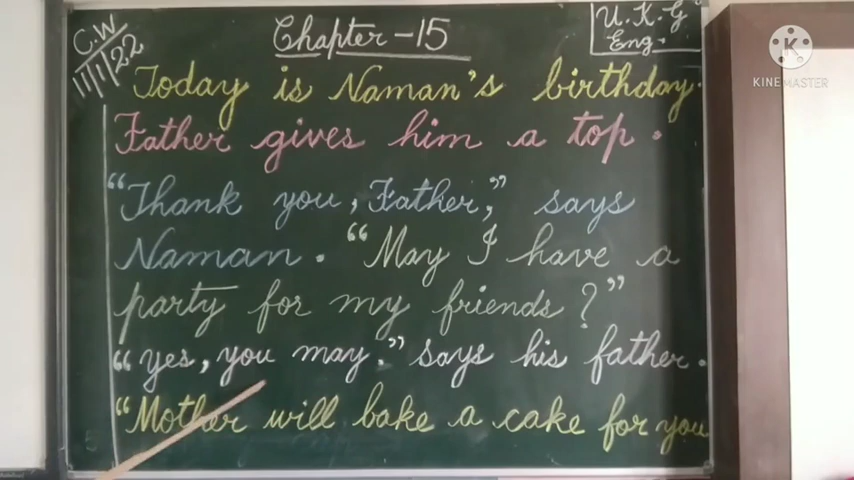 C.W
11/1/22
Chapter - 15
U.K.G
Eng.
Today is Naman's birthday.
Father gives him a top.
"Thank you, Father," says
Naman. "May I have a
party for my friends?"
"yes, you may." says his father.
"Mother will bake a cake for you
K
KINEMASTER